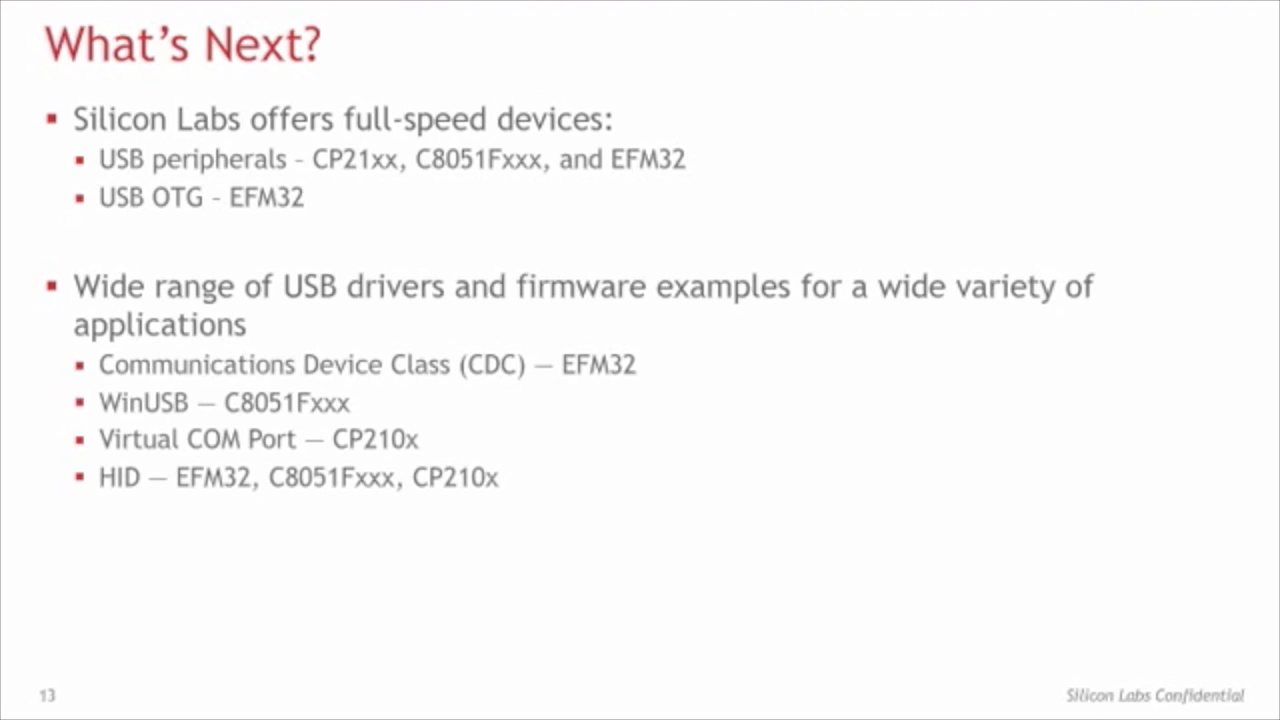 What's Next?
▪ Silicon Labs offers full-speed devices:
▪ USB peripherals - CP21xx, C8051Fxxx, and EFM32
▪ USB OTG - EFM32
▪ Wide range of USB drivers and firmware examples for a wide variety of
applications
▪ Communications Device Class (CDC) — EFM32
▪ WinUSB — C8051Fxxx
▪ Virtual COM Port — CP210x
▪ HID — EFM32, C8051Fxxx, CP210x
13
Silicon Labs Confidential